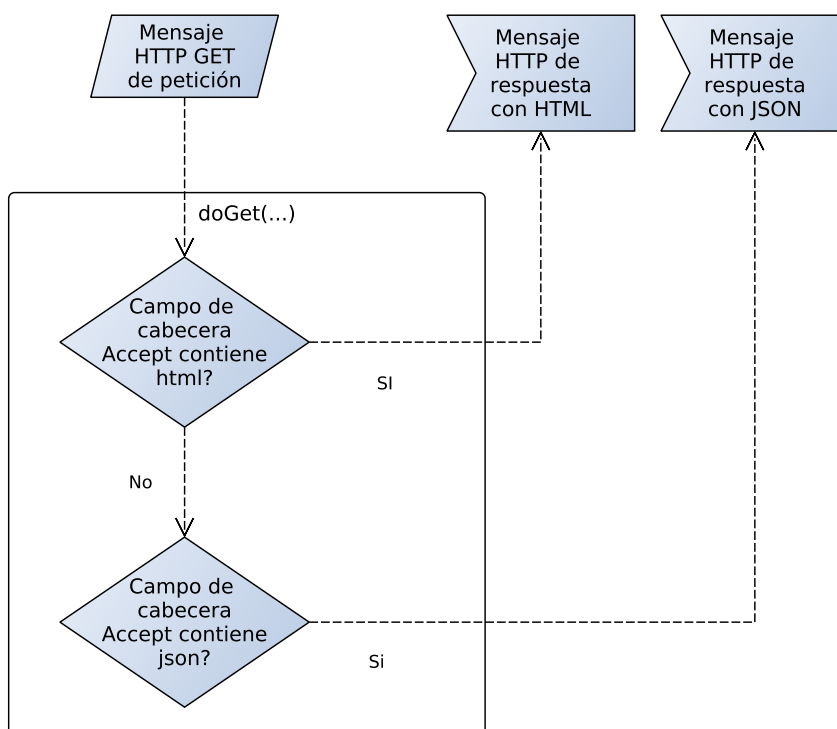 Mensaje
HTTP GET
de petición
Mensaje
HTTP de
respuesta
con HTML
Mensaje
HTTP de
respuesta
con JSON
doGet(...)
Campo de
cabecera
Accept contiene
html?
SI
No
Campo de
cabecera
Accept contiene
json?
Si